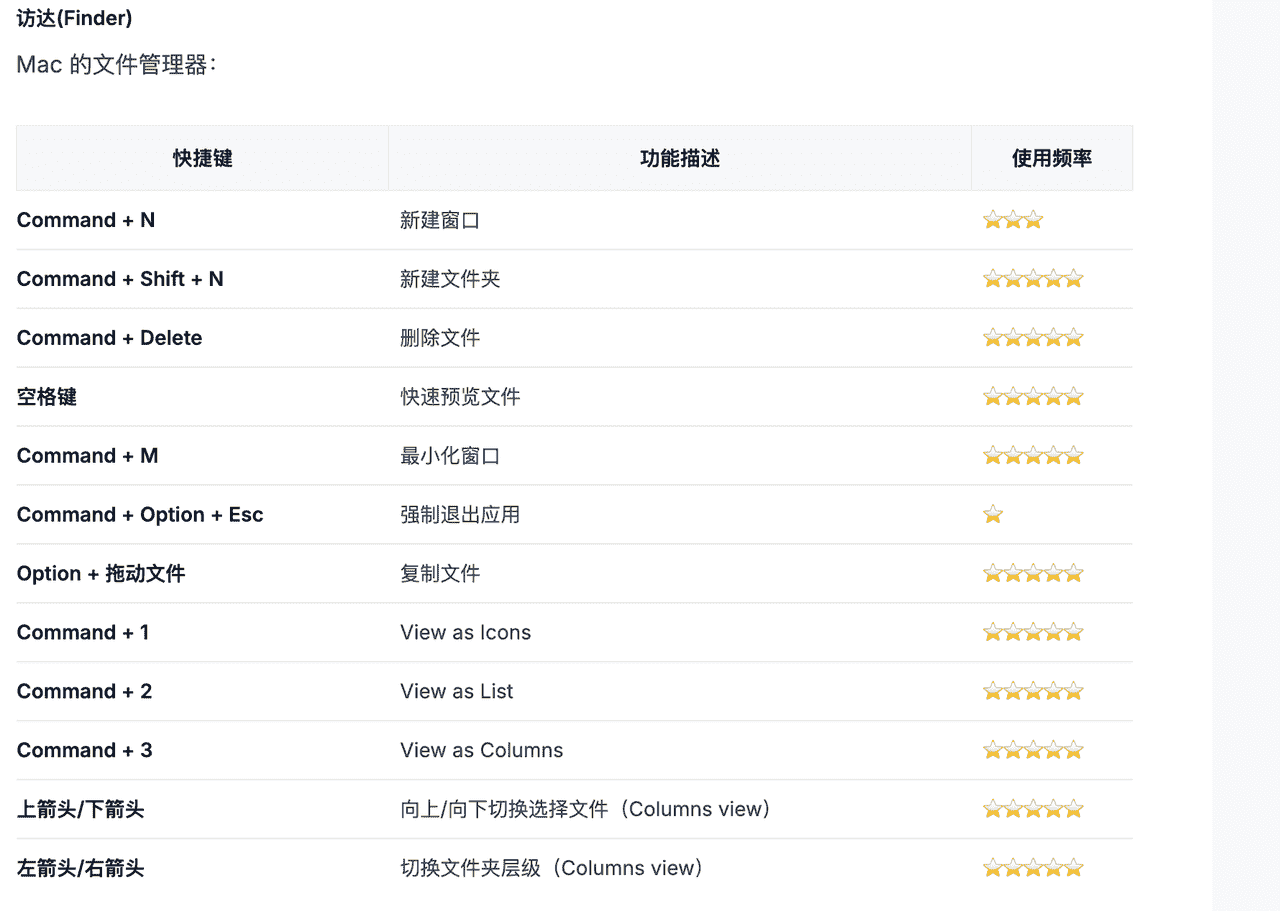 访达(Finder)
Mac 的文件管理器：
快捷键 功能描述 使用频率
Command + N 新建窗口 ⭐⭐⭐
Command + Shift + N 新建文件夹 ⭐⭐⭐⭐⭐
Command + Delete 删除文件 ⭐⭐⭐⭐⭐
空格键 快速预览文件 ⭐⭐⭐⭐⭐
Command + M 最小化窗口 ⭐⭐⭐⭐⭐
Command + Option + Esc 强制退出应用 ⭐
Option + 拖动文件 复制文件 ⭐⭐⭐⭐⭐
Command + 1 View as Icons ⭐⭐⭐⭐⭐
Command + 2 View as List ⭐⭐⭐⭐⭐
Command + 3 View as Columns ⭐⭐⭐⭐⭐
上箭头/下箭头 向上/向下切换选择文件（Columns view） ⭐⭐⭐⭐⭐
左箭头/右箭头 切换文件夹层级（Columns view） ⭐⭐⭐⭐⭐